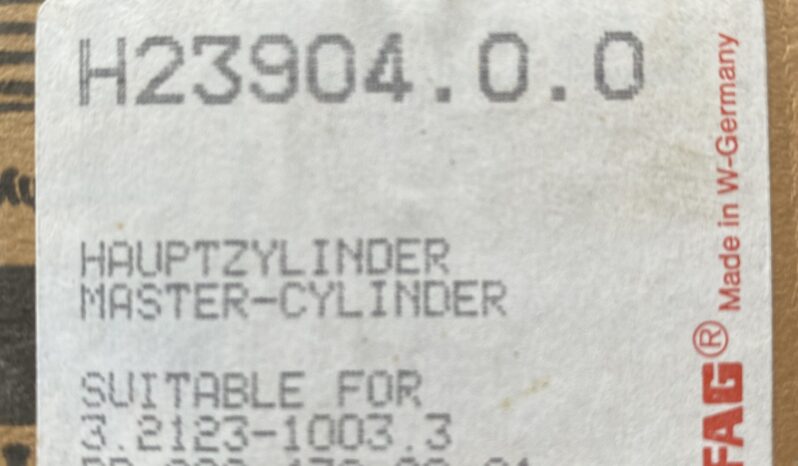 H23904.0.0
HAUPTZYLINDER
MASTER-CYLINDER
SUITABLE FOR
3.2123-1003.3
FAG® Made in W-Germany